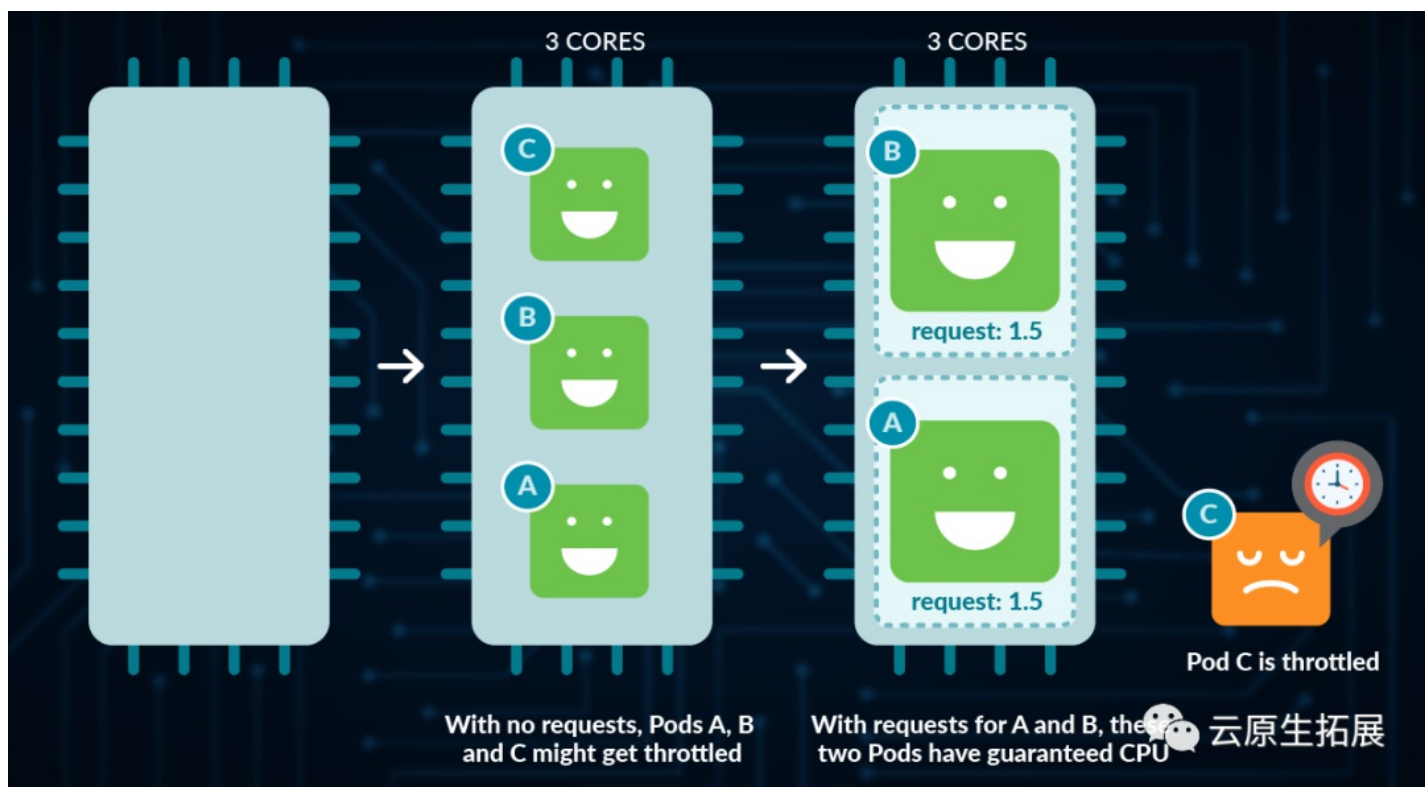 3 CORES
3 CORES
C
B
A
B
request: 1.5
A
request: 1.5
C
Pod C is throttled
With no requests, Pods A, B
and C might get throttled
With requests for A and B, these
two Pods have guaranteed CPU
云原生拓展